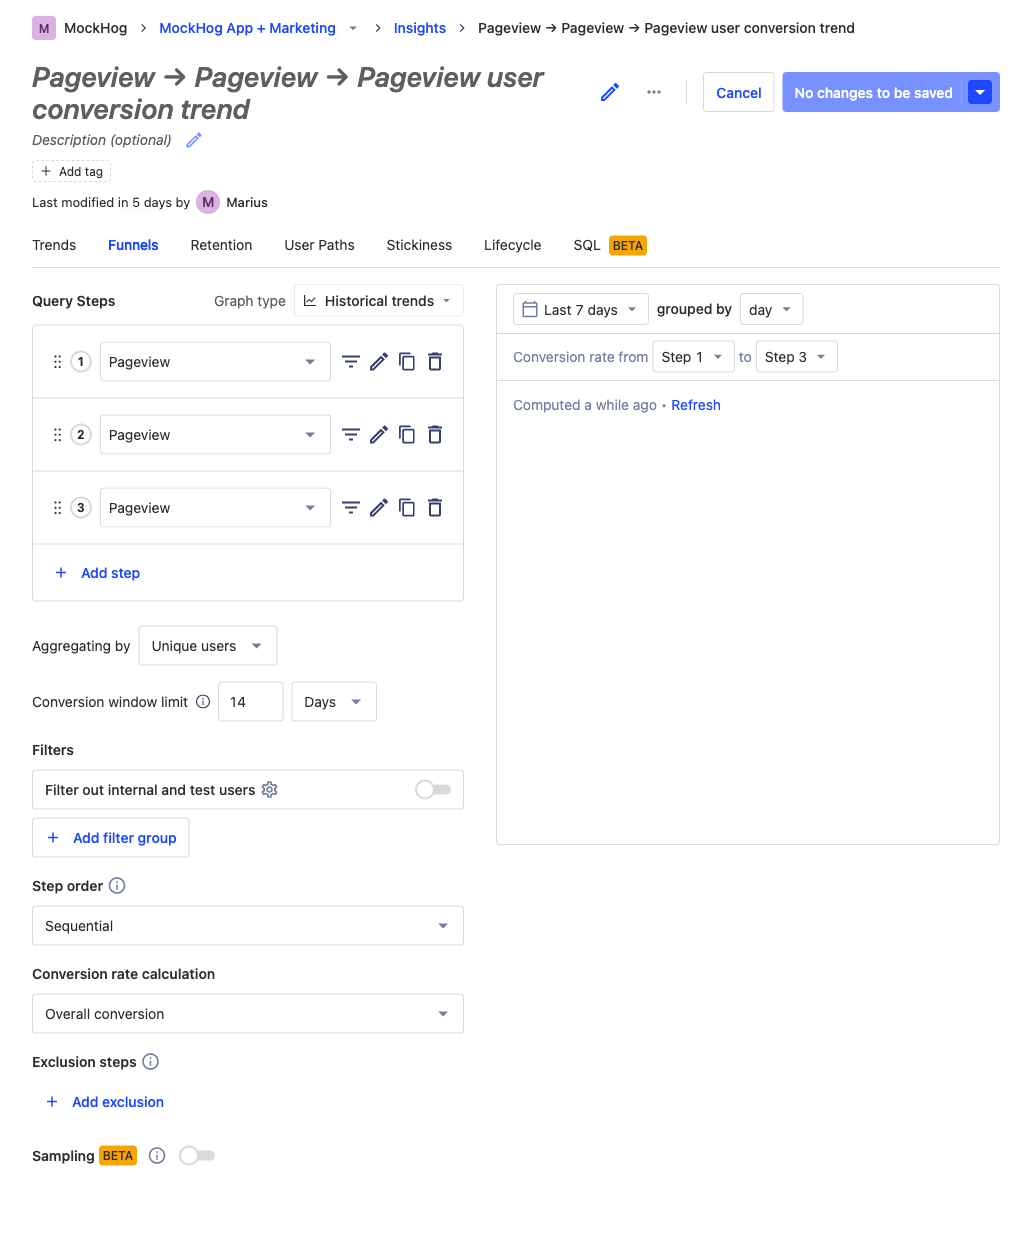 M MockHog > MockHog App + Marketing > Insights > Pageview → Pageview → Pageview user conversion trend
Pageview → Pageview → Pageview user
conversion trend
Cancel
No changes to be saved
Description (optional)
+ Add tag
Last modified in 5 days by M Marius
Trends Funnels Retention User Paths Stickiness Lifecycle SQL BETA
Query Steps Graph type Historical trends
1 Pageview
2 Pageview
3 Pageview
+ Add step
Aggregating by Unique users
Conversion window limit 14 Days
Filters
Filter out internal and test users
+ Add filter group
Step order
Sequential
Conversion rate calculation
Overall conversion
Exclusion steps
+ Add exclusion
Sampling BETA
Last 7 days grouped by day
Conversion rate from Step 1 to Step 3
Computed a while ago • Refresh